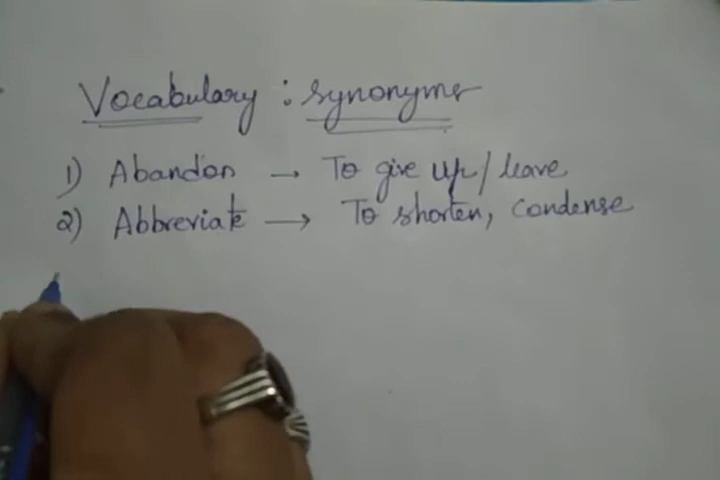 Vocabulary : synonyms
1) Abandon → To give up/leave
2) Abbreviate → To shorten, condense